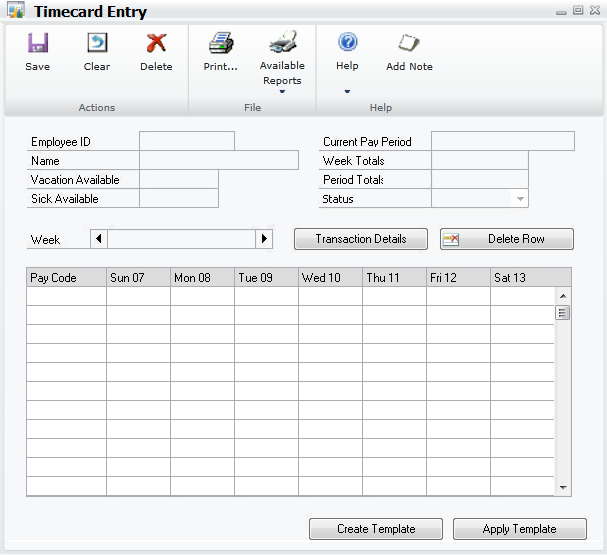 Timecard Entry
Save Clear Delete Print... Available Reports Help Add Note
Actions File Help
Employee ID Current Pay Period
Name Week Totals
Vacation Available Period Totals
Sick Available Status
Week Transaction Details Delete Row
Pay Code Sun 07 Mon 08 Tue 09 Wed 10 Thu 11 Fri 12 Sat 13
Create Template Apply Template